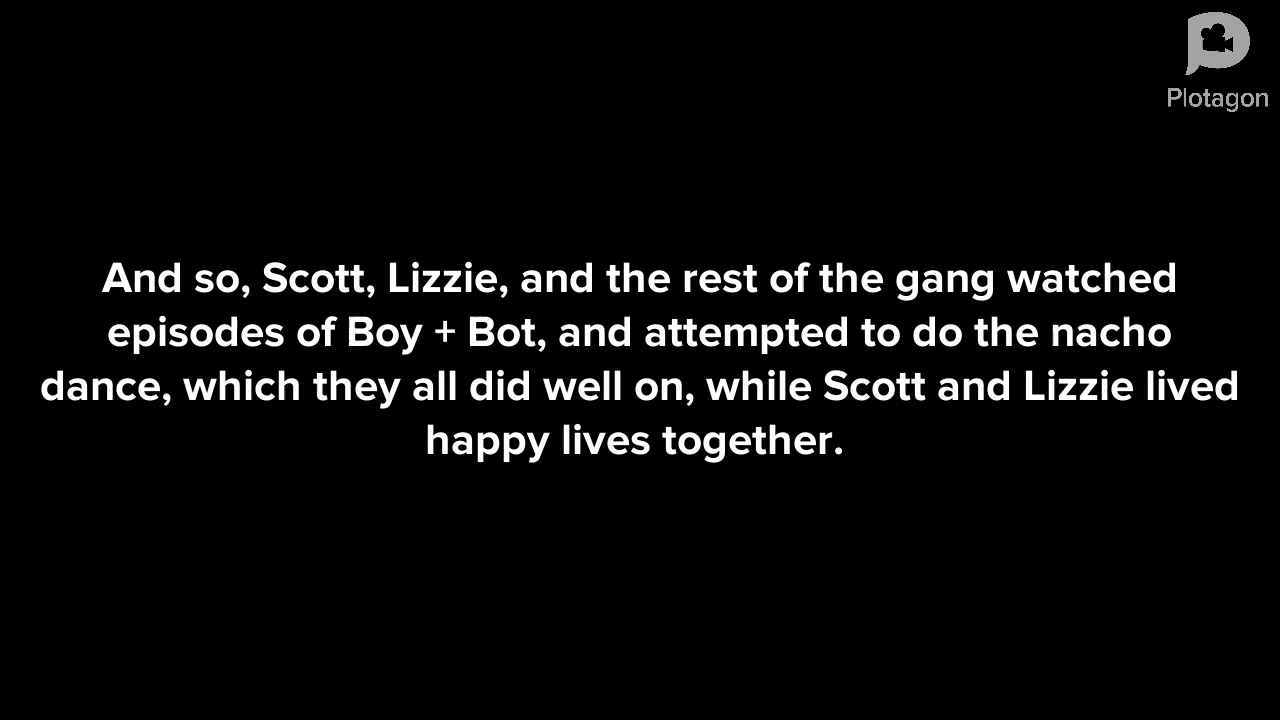 Plotagon
And so, Scott, Lizzie, and the rest of the gang watched
episodes of Boy + Bot, and attempted to do the nacho
dance, which they all did well on, while Scott and Lizzie lived
happy lives together.